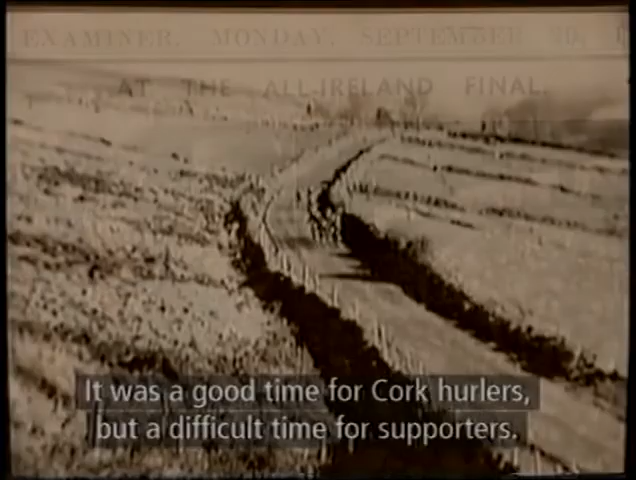 EXAMINER, MONDAY, SEPTEMBER
AT THE ALL-IRELAND FINAL
It was a good time for Cork hurlers,
but a difficult time for supporters.